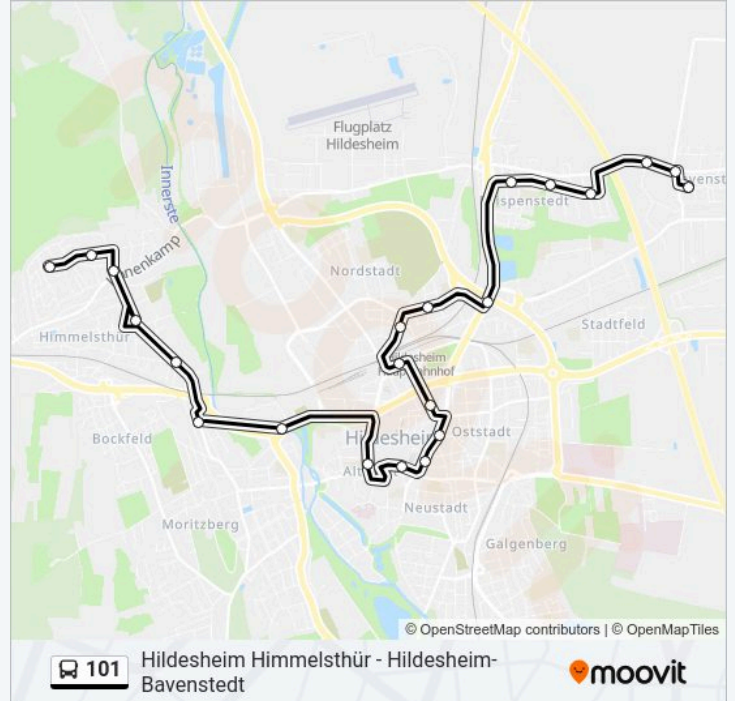 Flugplatz
Hildesheim
Innerste
Nordstadt
Stadtfeld
Himmelsthür
Bockfeld
Oststadt
Neustadt
Moritzberg
Galgenberg
© OpenStreetMap contributors | © OpenMapTiles
101
Hildesheim Himmelsthür - Hildesheim-
Bavenstedt
moovit